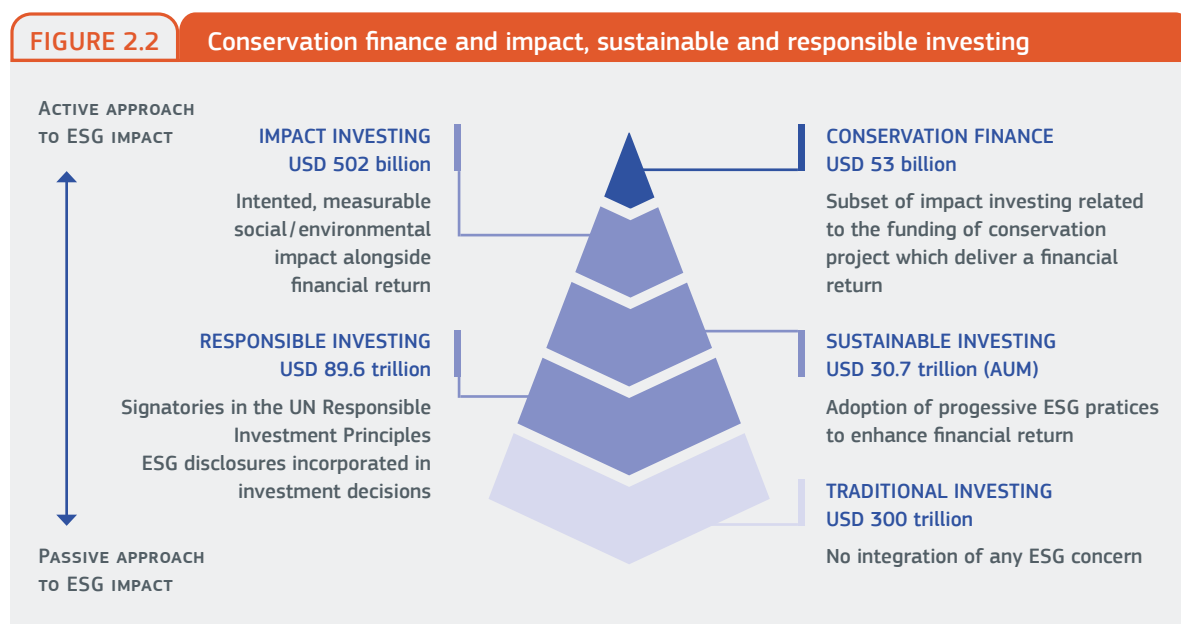 FIGURE 2.2
Conservation finance and impact, sustainable and responsible investing
ACTIVE APPROACH
TO ESG IMPACT
IMPACT INVESTING
USD 502 billion
Intented, measurable
social/environmental
impact alongside
financial return
CONSERVATION FINANCE
USD 53 billion
Subset of impact investing related
to the funding of conservation
project which deliver a financial
return
RESPONSIBLE INVESTING
USD 89.6 trillion
Signatories in the UN Responsible
Investment Principles
ESG disclosures incorporated in
investment decisions
SUSTAINABLE INVESTING
USD 30.7 trillion (AUM)
Adoption of progessive ESG pratices
to enhance financial return
TRADITIONAL INVESTING
USD 300 trillion
No integration of any ESG concern
PASSIVE APPROACH
TO ESG IMPACT